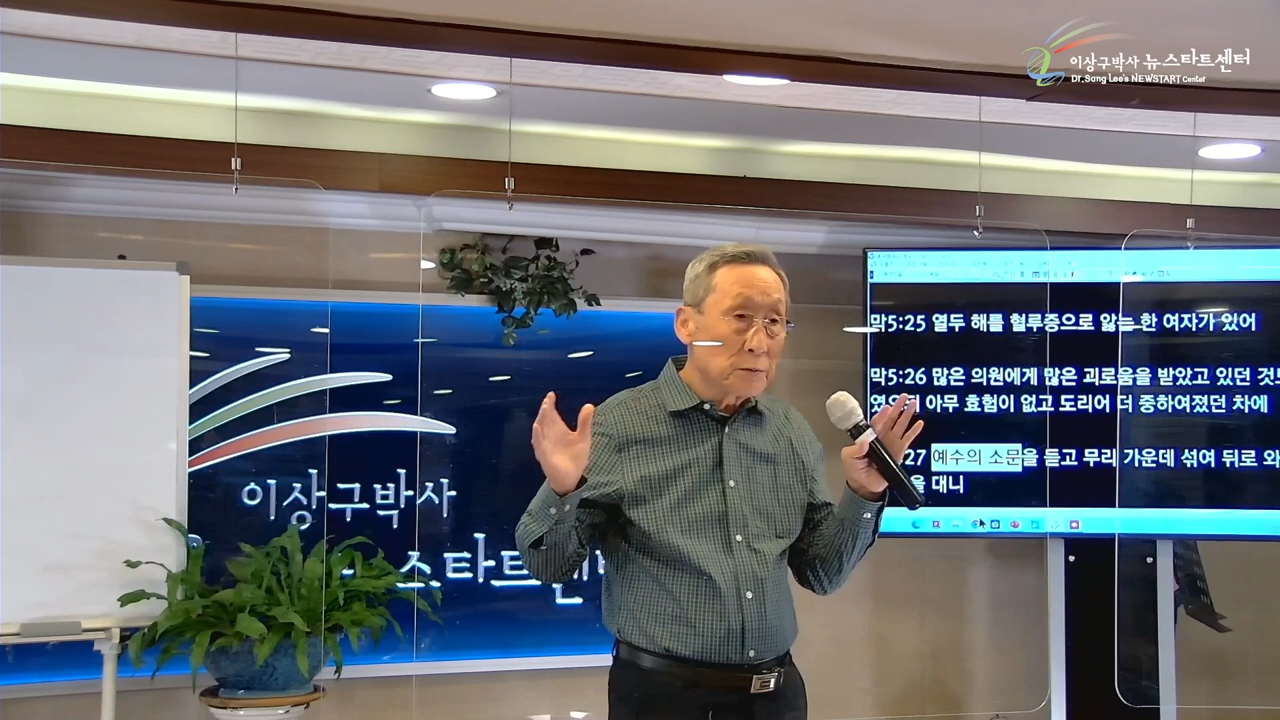 이상구박사 뉴스타트센터
Dr.Sang Lee's NEWSTART Center
이상구박사
스타트센
막5:25 열두 해를 혈루증으로 앓는 한 여자가 있어
막5:26 많은 의원에게 많은 괴로움을 받았고 있던 것
아무 효험이 없고 도리어 더 중하여졌던 차에
27 예수의 소문을 듣고 무리 가운데 섞여 뒤로 와
을 대니